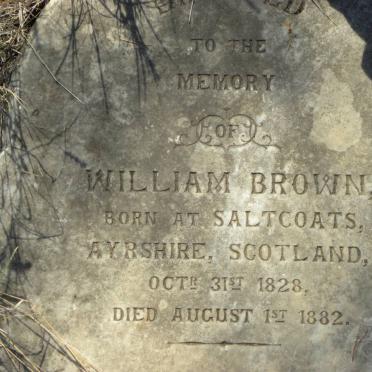 TO THE
MEMORY
OF
WILLIAM BROWN,
BORN AT SALTCOATS,
AYRSHIRE, SCOTLAND,
OCTR 31ST 1828.
DIED AUGUST 1ST 1882.